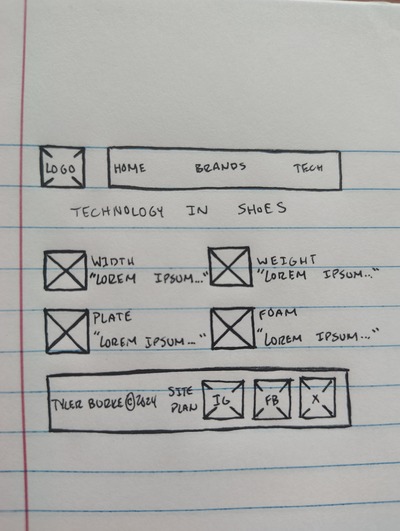 LOGO HOME BRANDS TECH
TECHNOLOGY IN SHOES
WIDTH
"LOREM IPSUM..."
WEIGHT
"LOREM IPSUM..."
PLATE
"LOREM IPSUM..."
FOAM
"LOREM IPSUM..."
TYLER BURKE©2024
SITE
PLAN
IG FB X